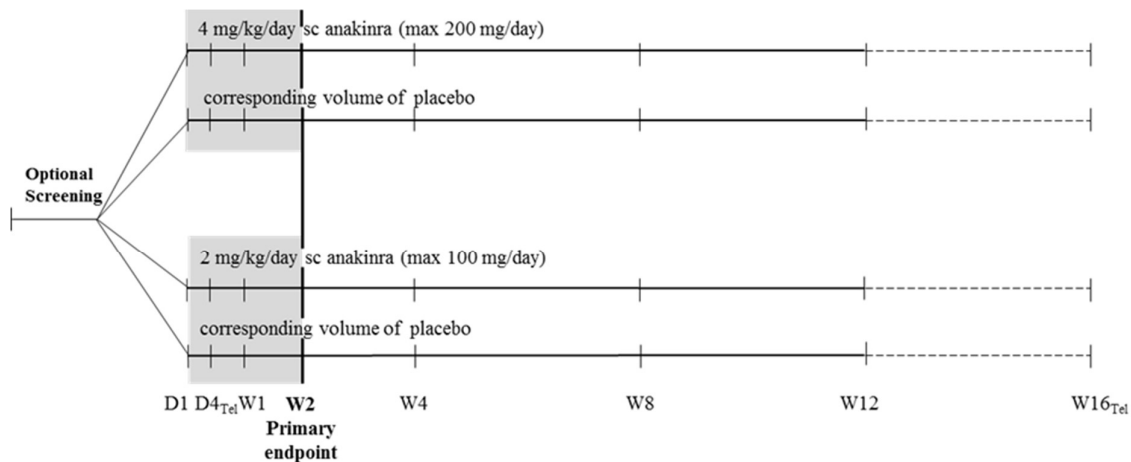 4 mg/kg/day sc anakinra (max 200 mg/day)
corresponding volume of placebo
Optional
Screening
2 mg/kg/day sc anakinra (max 100 mg/day)
corresponding volume of placebo
D1 D4Tel W1 W2 W4 W8 W12 W16Tel
Primary
endpoint